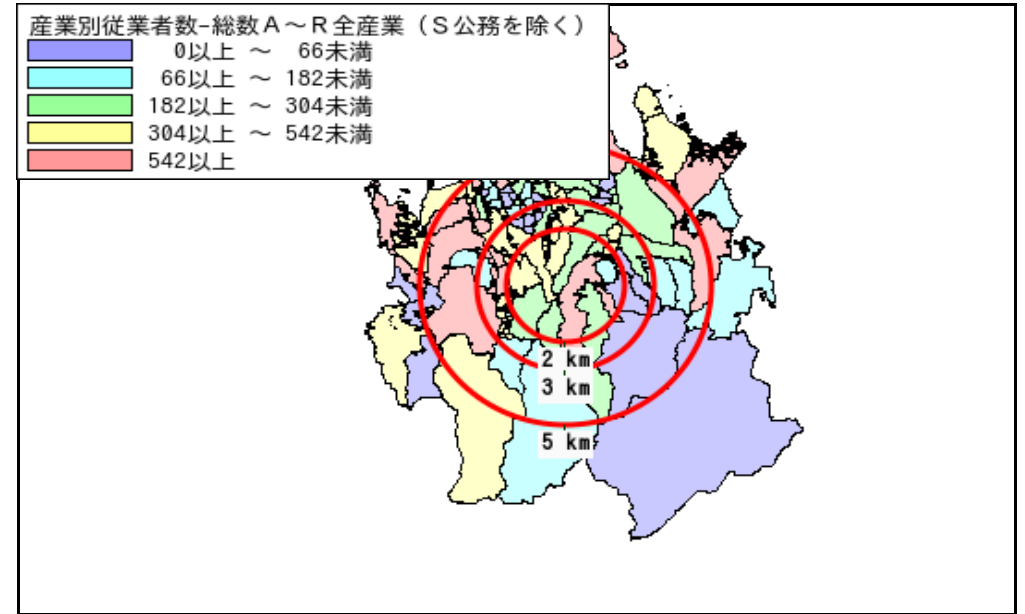 産業別従業者数−総数Ａ～Ｒ全産業（Ｓ公務を除く）
0以上 ～ 66未満
66以上 ～ 182未満
182以上 ～ 304未満
304以上 ～ 542未満
542以上
2 km
3 km
5 km